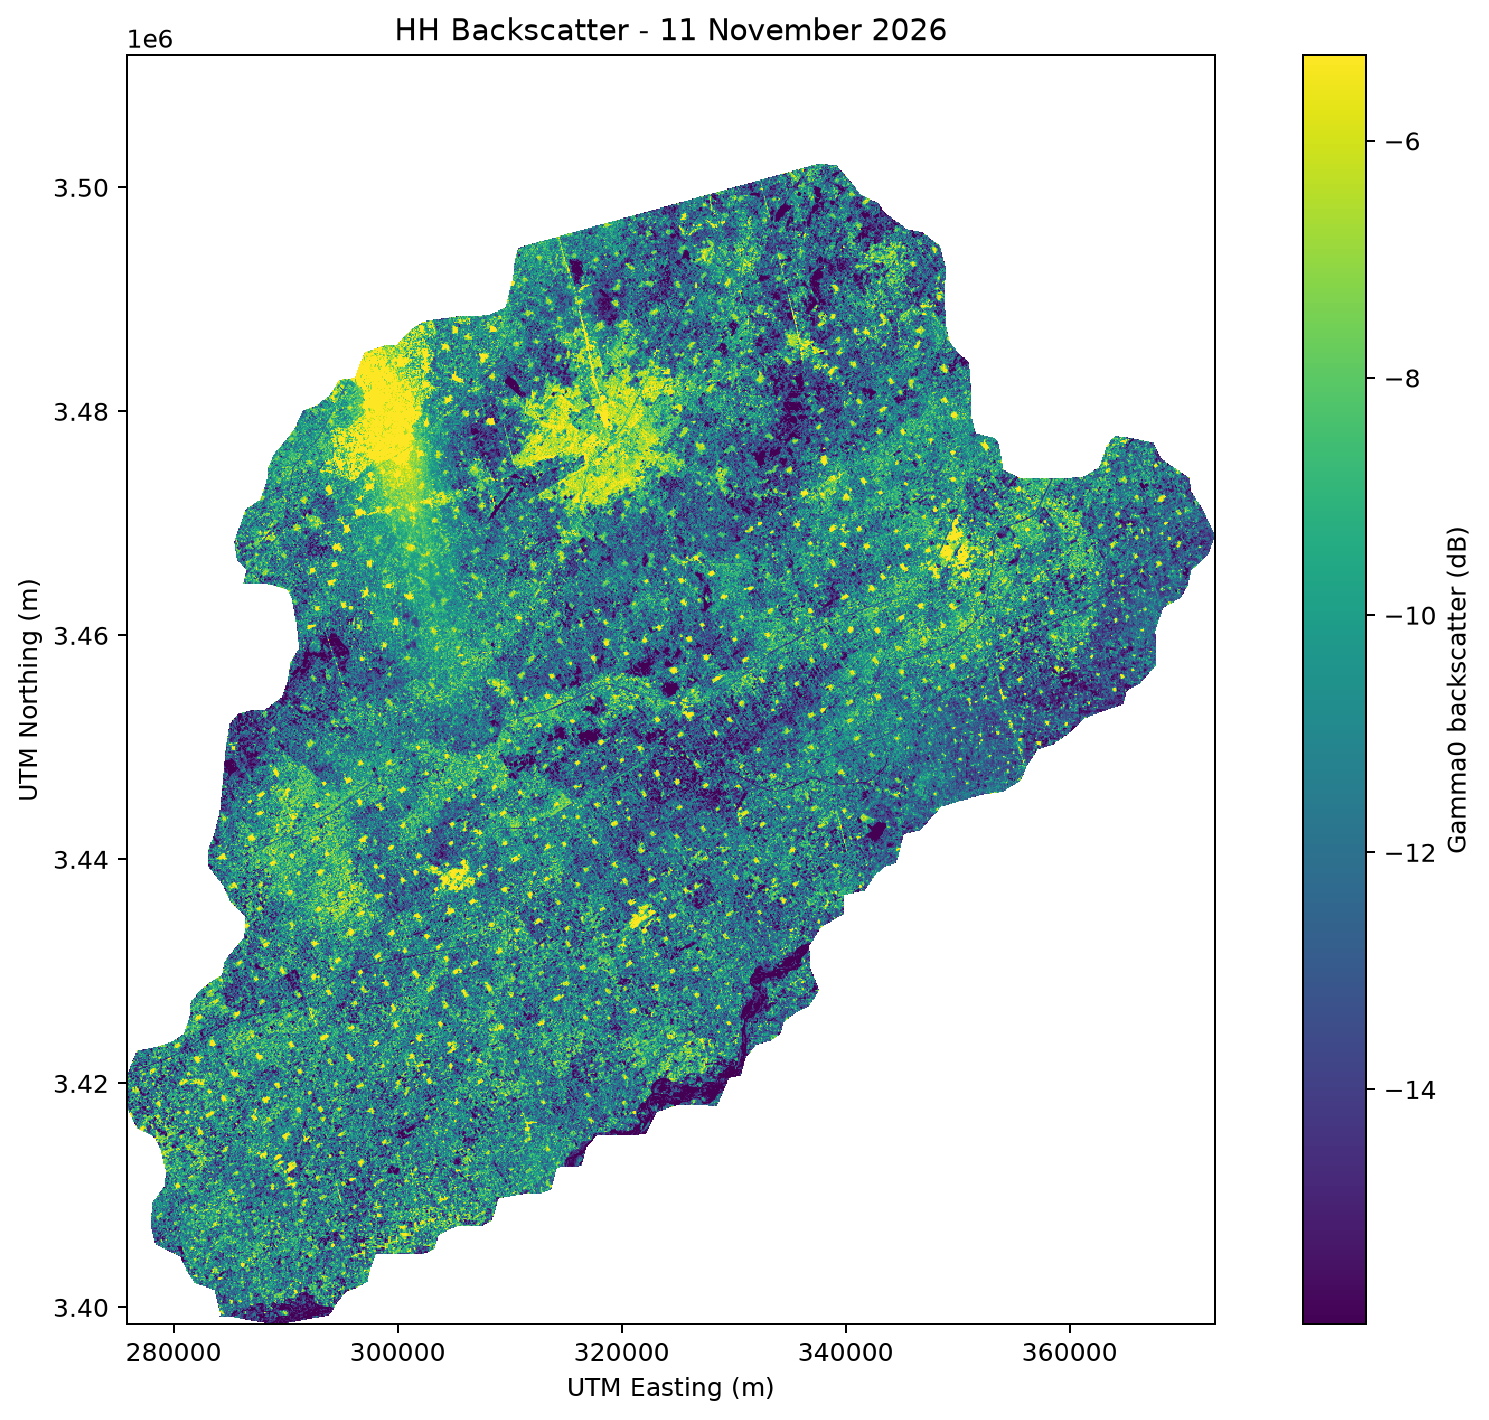 HH Backscatter - 11 November 2026
1e6
3.50
3.48
3.46
3.44
3.42
3.40
UTM Northing (m)
280000 300000 320000 340000 360000
UTM Easting (m)
−6
−8
−10
−12
−14
Gamma0 backscatter (dB)